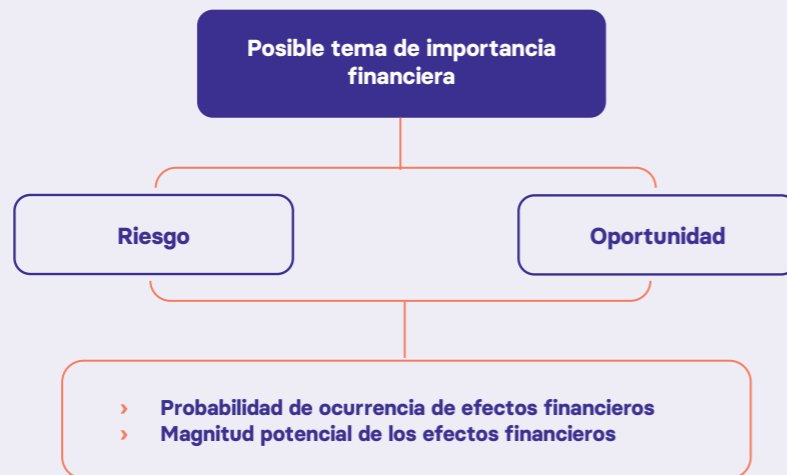 Posible tema de importancia
financiera
Riesgo
Oportunidad
› Probabilidad de ocurrencia de efectos financieros
› Magnitud potencial de los efectos financieros